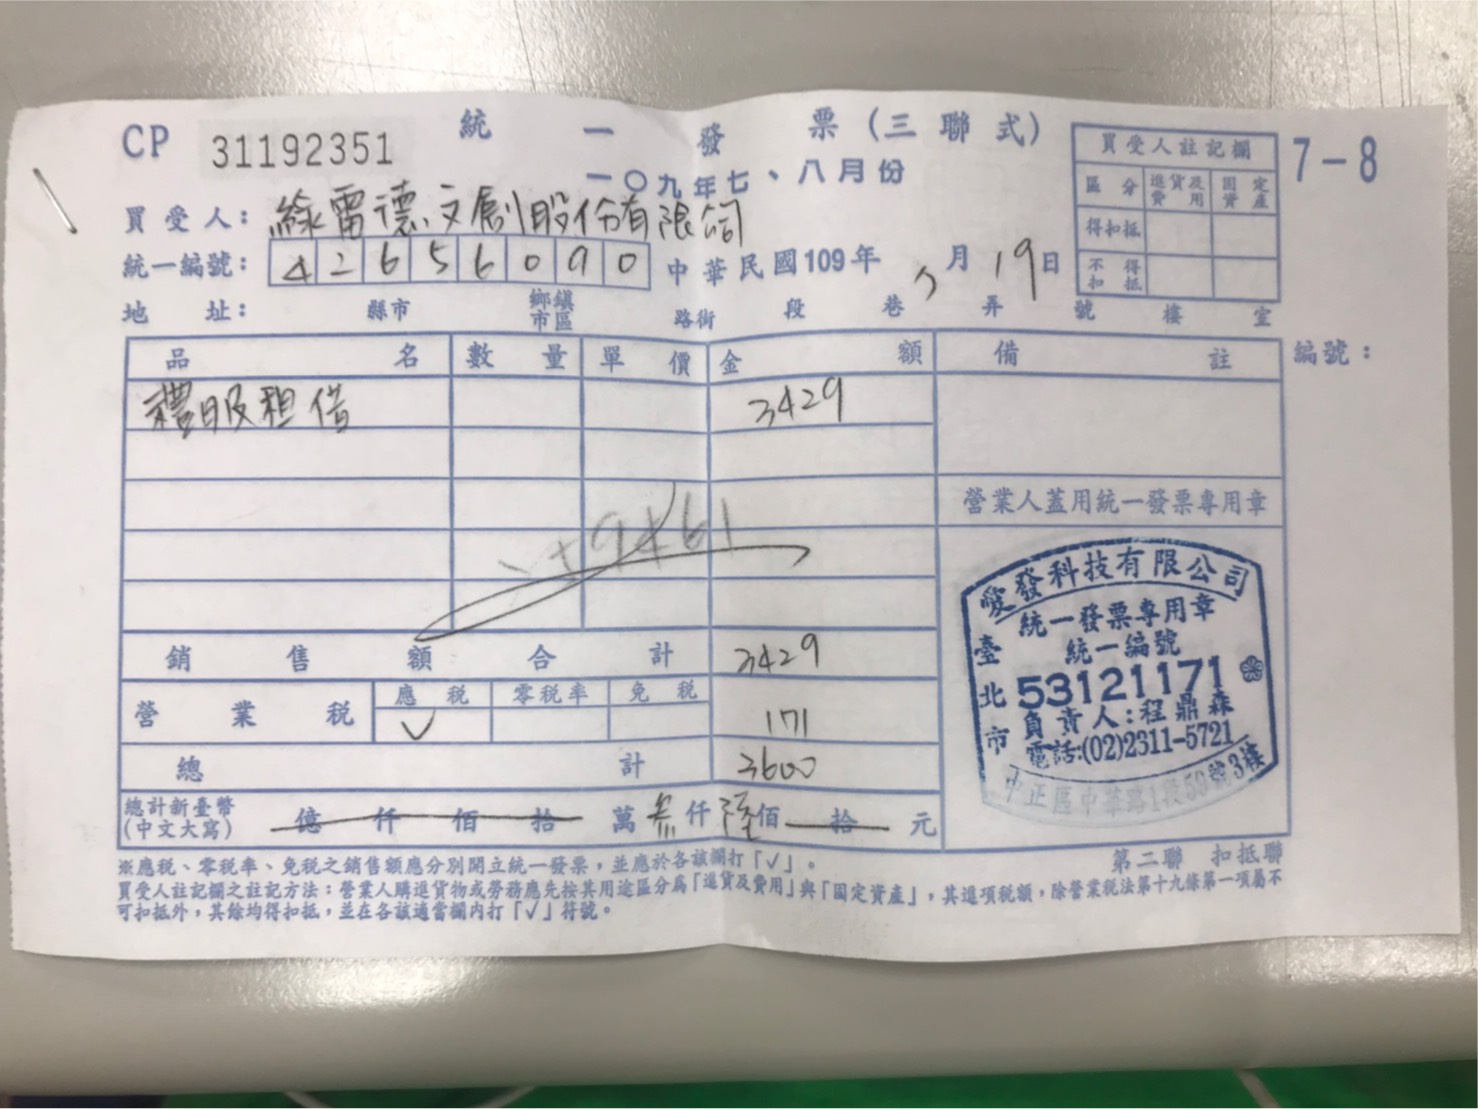 CP 31192351 統一發票(三聯式) 7-8
一〇九年七、八月份
買受人: 綠雷德文創股份有限公司
統一編號: 42656090 中華民國109年 月19日
地址: 縣市 鄉鎮市區 路街 段 巷 弄 號 樓 室
買受人註記欄
區分 進貨及費用 固定資產
得扣抵
不得扣抵
品名 數量 單價 金額 備註 編號:
禮服租借 3429
+9461
營業人蓋用統一發票專用章
愛發科技有限公司
統一發票專用章
統一編號
臺北市 53121171
負責人:程鼎森
電話:(02)2311-5721
中正區中華路1段50號3樓
銷售額合計 3429
營業稅 應稅 零稅率 免稅
✓ 171
總計 3600
總計新臺幣
(中文大寫) 億仟佰拾萬叁仟陸佰拾元
第二聯 扣抵聯
※應稅、零稅率、免稅之銷售額應分別開立統一發票,並應於各該欄打「✓」。
買受人註記欄之註記方法:營業人購進貨物或勞務應先按其用途區分為「進貨及費用」與「固定資產」,其進項稅額,除營業稅法第十九條第一項屬不
可扣抵外,其餘均得扣抵,並在各該適當欄內打「✓」符號。